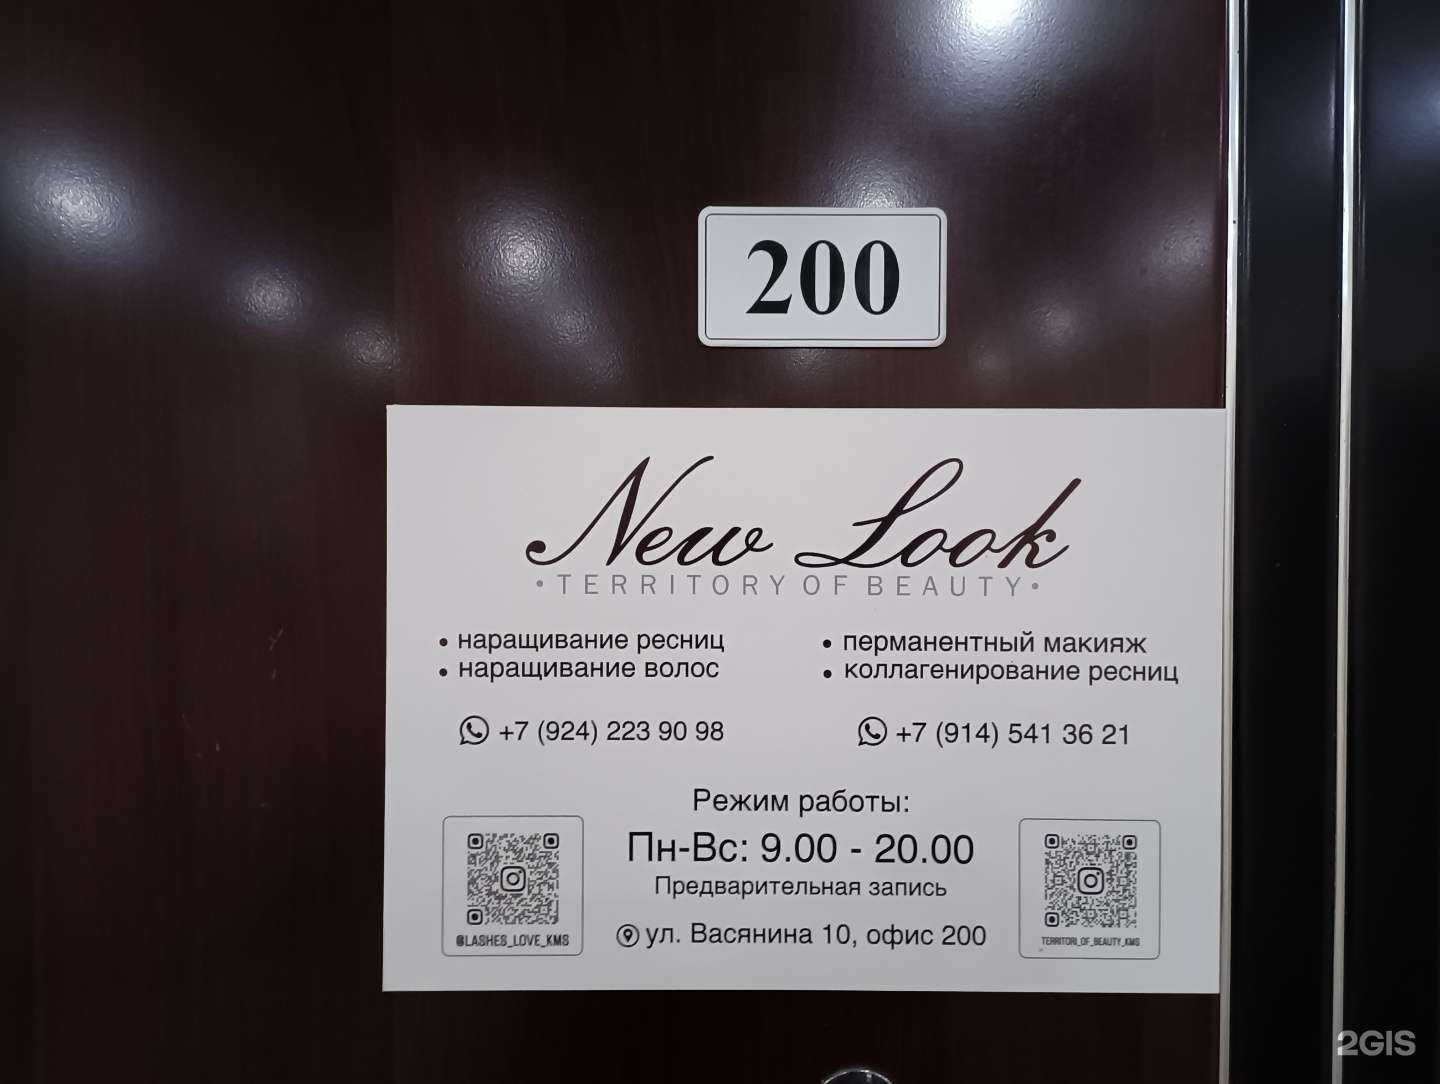 200
New Look
•TERRITORY OF BEAUTY•
• наращивание ресниц
• наращивание волос
• перманентный макияж
• коллагенирование ресниц
+7 (924) 223 90 98
+7 (914) 541 36 21
Режим работы:
Пн-Вс: 9.00 - 20.00
Предварительная запись
ул. Васянина 10, офис 200
@LASHES_LOVE_KMS
TERRITORI_OF_BEAUTY_KMS
2GIS